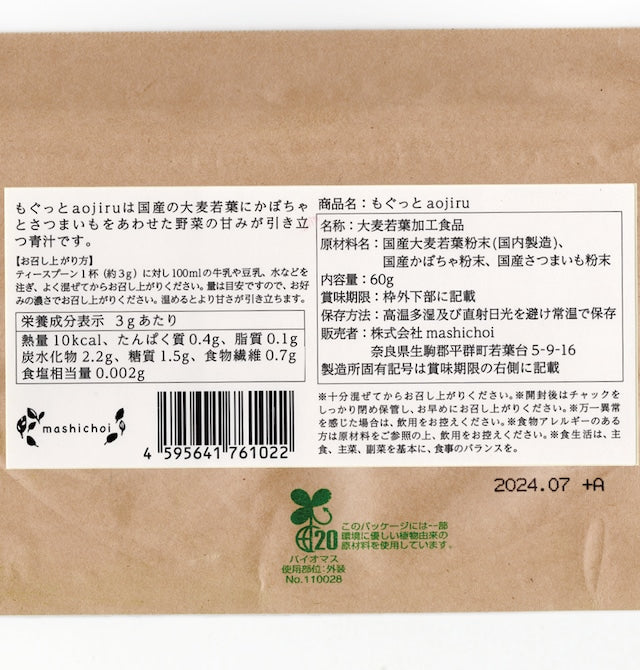 もぐっとaojiruは国産の大麦若葉にかぼちゃ
とさつまいもをあわせた野菜の甘みが引き立
つ青汁です。
【お召し上がり方】
ティースプーン1杯(約3g)に対し100mlの牛乳や豆乳、水などを
注ぎ、よく混ぜてからお召し上がりください。量は目安ですので、お好
みの濃さでお召し上がりください。温めるとより甘さが引き立ちます。
栄養成分表示 3gあたり
熱量10kcal、たんぱく質0.4g、脂質0.1g
炭水化物2.2g、糖質1.5g、食物繊維0.7g
食塩相当量0.002g
mashichoi
4 595641 761022
商品名:もぐっとaojiru
名称:大麦若葉加工食品
原材料名:国産大麦若葉粉末(国内製造)、
国産かぼちゃ粉末、国産さつまいも粉末
内容量:60g
賞味期限:枠外下部に記載
保存方法:高温多湿及び直射日光を避け常温で保存
販売者:株式会社mashichoi
奈良県生駒郡平群町若葉台5-9-16
製造所固有記号は賞味期限の右側に記載
※十分混ぜてからお召し上がりください。※開封後はチャックを
しっかり閉め保管し、お早めにお召し上がりください。※万一異常
を感じた場合は、飲用をお控えください。※食物アレルギーのある
方は原材料をご参照の上、飲用をお控えください。※食生活は、主
食、主菜、副菜を基本に、食事のバランスを。
2024.07 +A
20
このパッケージには一部
環境に優しい植物由来の
原材料を使用しています。
バイオマス
使用部位:外装
No.110028